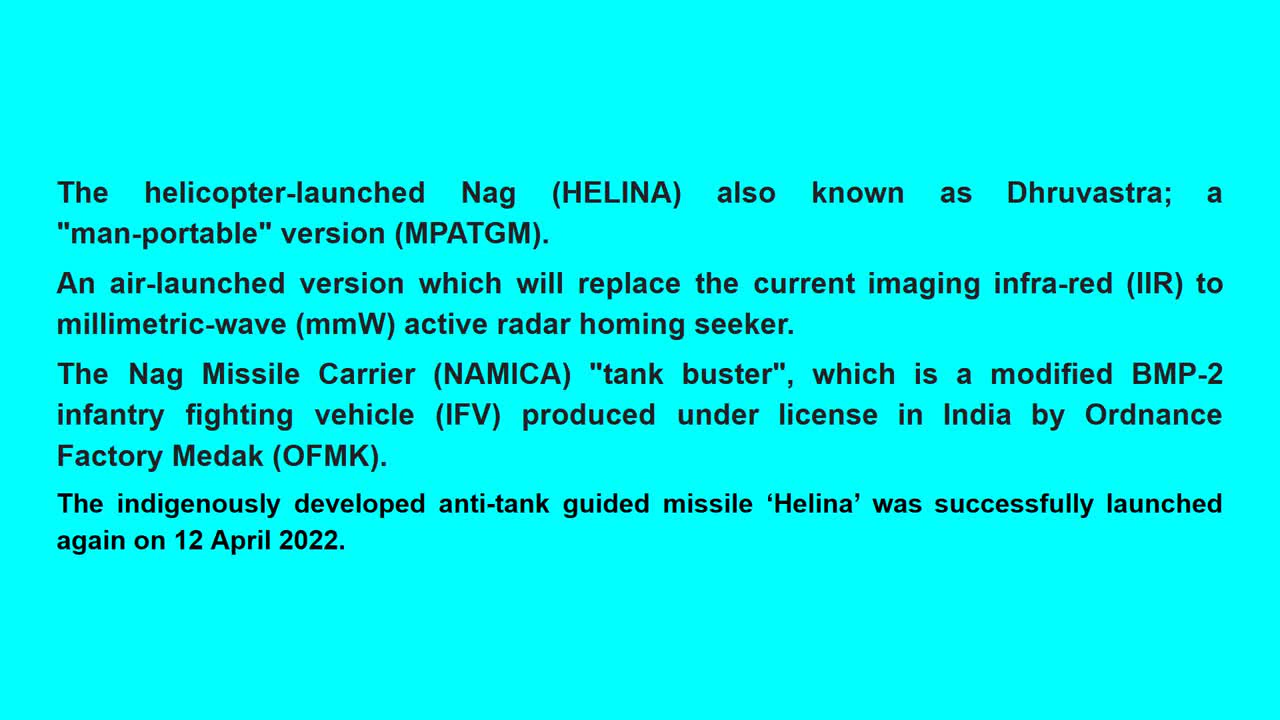 The helicopter-launched Nag (HELINA) also known as Dhruvastra; a
"man-portable" version (MPATGM).
An air-launched version which will replace the current imaging infra-red (IIR) to
millimetric-wave (mmW) active radar homing seeker.
The Nag Missile Carrier (NAMICA) "tank buster", which is a modified BMP-2
infantry fighting vehicle (IFV) produced under license in India by Ordnance
Factory Medak (OFMK).
The indigenously developed anti-tank guided missile ‘Helina’ was successfully launched
again on 12 April 2022.